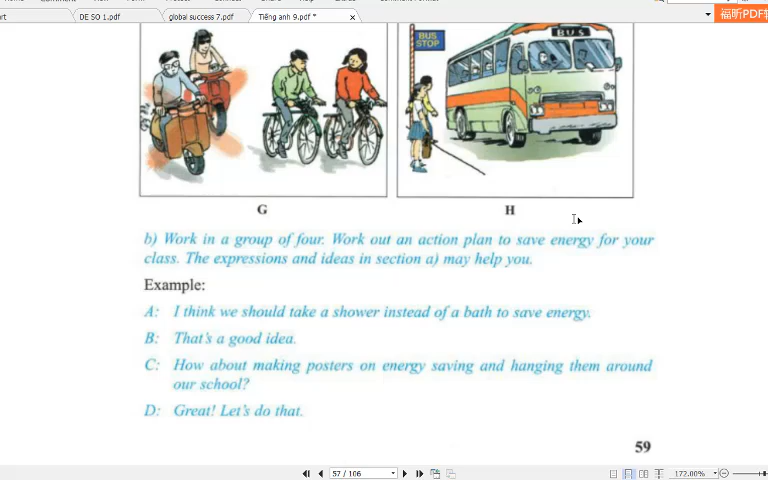 DE SO 1.pdf
global success 7.pdf
Tiếng anh 9.pdf * ×
BUS STOP
BUS
G
H
b) Work in a group of four. Work out an action plan to save energy for your
class. The expressions and ideas in section a) may help you.
Example:
A: I think we should take a shower instead of a bath to save energy.
B: That's a good idea.
C: How about making posters on energy saving and hanging them around
our school?
D: Great! Let's do that.
59
57 / 106
172.00%